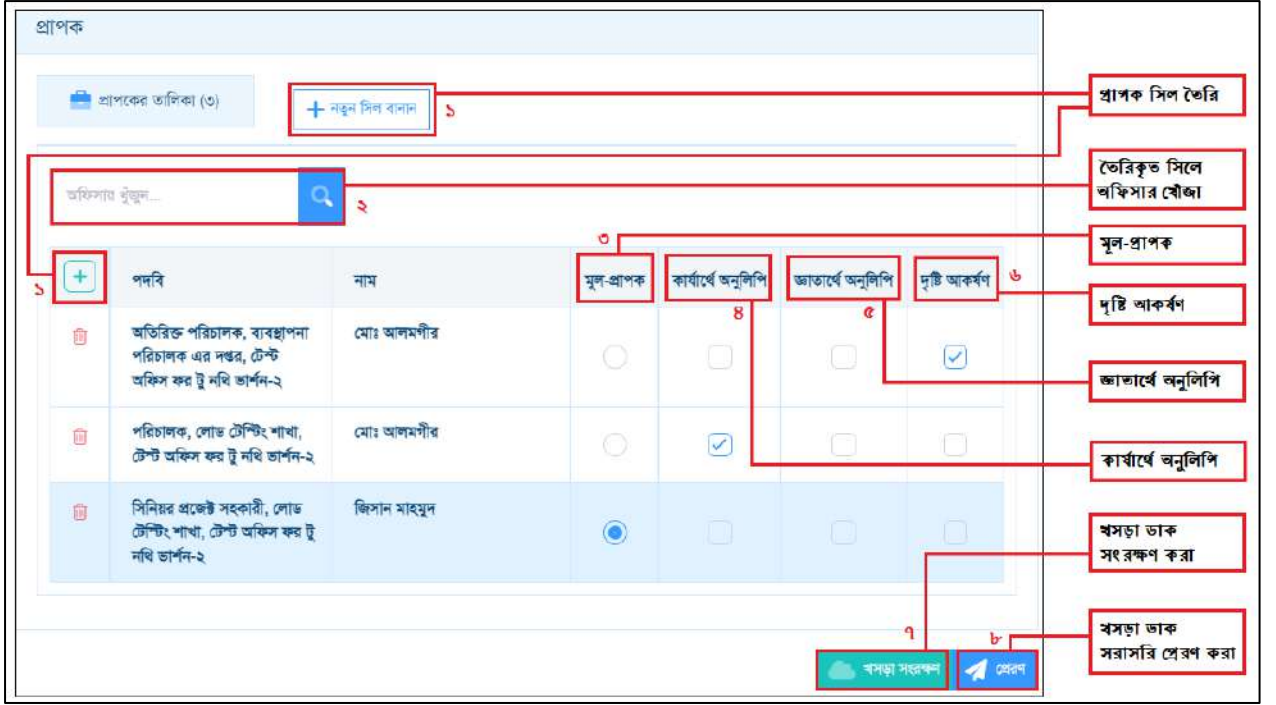 প্রাপক
প্রাপকের তালিকা (৩)
নতুন সিল বানান
১
প্রাপক সিল তৈরি
অফিসার খুঁজুন...
২
তৈরিকৃত সিলে
অফিসার খোঁজা
৩
মূল-প্রাপক
১
পদবি
নাম
মূল-প্রাপক
কার্যার্থে অনুলিপি
জ্ঞাতার্থে অনুলিপি
দৃষ্টি আকর্ষণ
৬
৪
৫
দৃষ্টি আকর্ষণ
অতিরিক্ত পরিচালক, ব্যবস্থাপনা
পরিচালক এর দপ্তর, টেস্ট
অফিস ফর টু নথি ভার্শন-২
মোঃ আলমগীর
জ্ঞাতার্থে অনুলিপি
পরিচালক, লোড টেস্টিং শাখা,
টেস্ট অফিস ফর টু নথি ভার্শন-২
মোঃ আলমগীর
কার্যার্থে অনুলিপি
সিনিয়র প্রজেক্ট সহকারী, লোড
টেস্টিং শাখা, টেস্ট অফিস ফর টু
নথি ভার্শন-২
জিসান মাহমুদ
খসড়া ডাক
সংরক্ষণ করা
৭
৮
খসড়া ডাক
সরাসরি প্রেরণ করা
খসড়া সংরক্ষণ
প্রেরণ